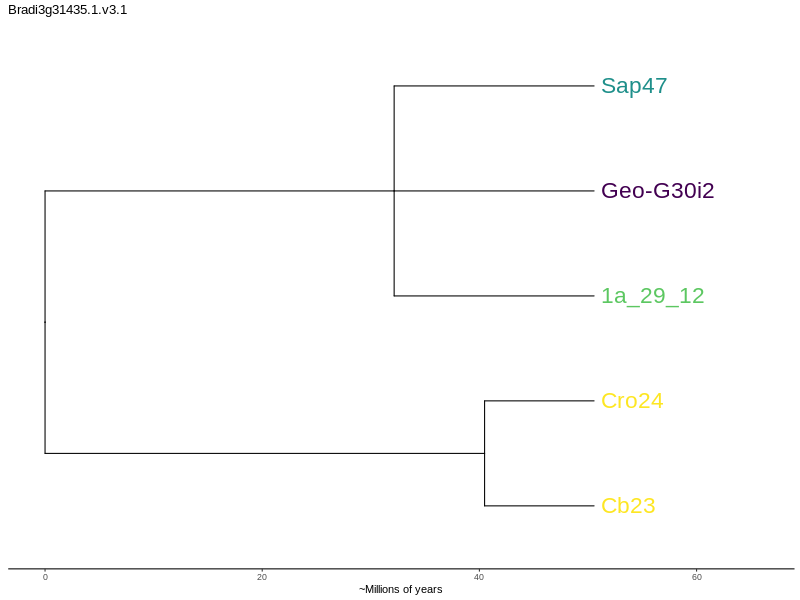 Bradi3g31435.1.v3.1
Sap47
Geo-G30i2
1a_29_12
Cro24
Cb23
0 20 40 60
~Millions of years